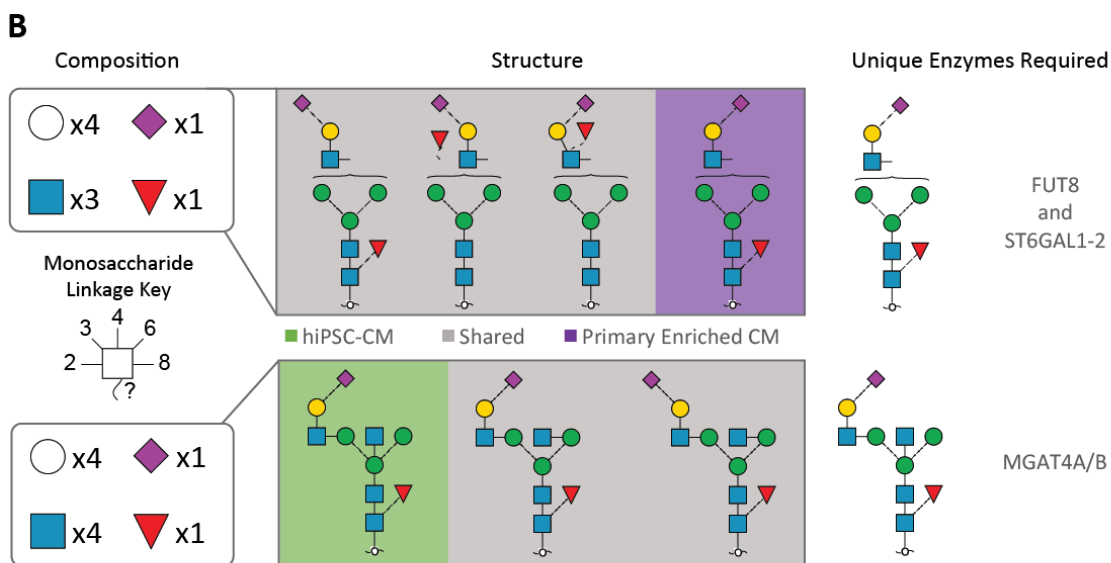 B
Composition
Structure
Unique Enzymes Required
x4 x1
x3 x1
FUT8
and
ST6GAL1-2
Monosaccharide
Linkage Key
3 4 6
2 8
?
hiPSC-CM Shared Primary Enriched CM
x4 x1
x4 x1
MGAT4A/B